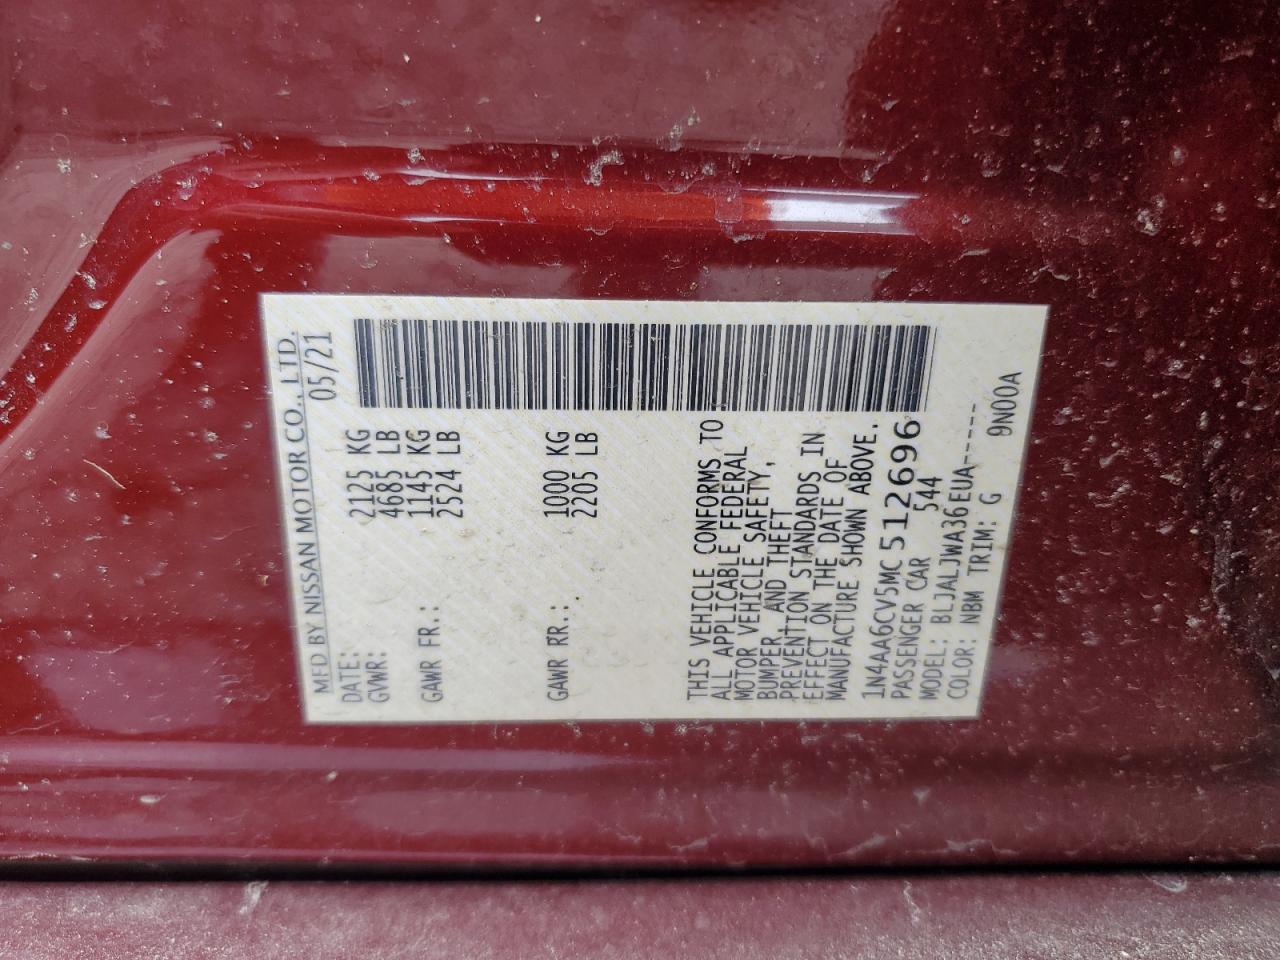 MFD BY NISSAN MOTOR CO., LTD.
DATE: 05/21
GVWR: 2125 KG
4685 LB
GAWR FR.: 1145 KG
2524 LB
GAWR RR.: 1000 KG
2205 LB
THIS VEHICLE CONFORMS TO
ALL APPLICABLE FEDERAL
MOTOR VEHICLE SAFETY,
BUMPER, AND THEFT
PREVENTION STANDARDS IN
EFFECT ON THE DATE OF
MANUFACTURE SHOWN ABOVE.
1N4AA6CV5MC512696
PASSENGER CAR 544
MODEL: BLJALJWA36EUA-----
COLOR: NBM TRIM: G 9N00A